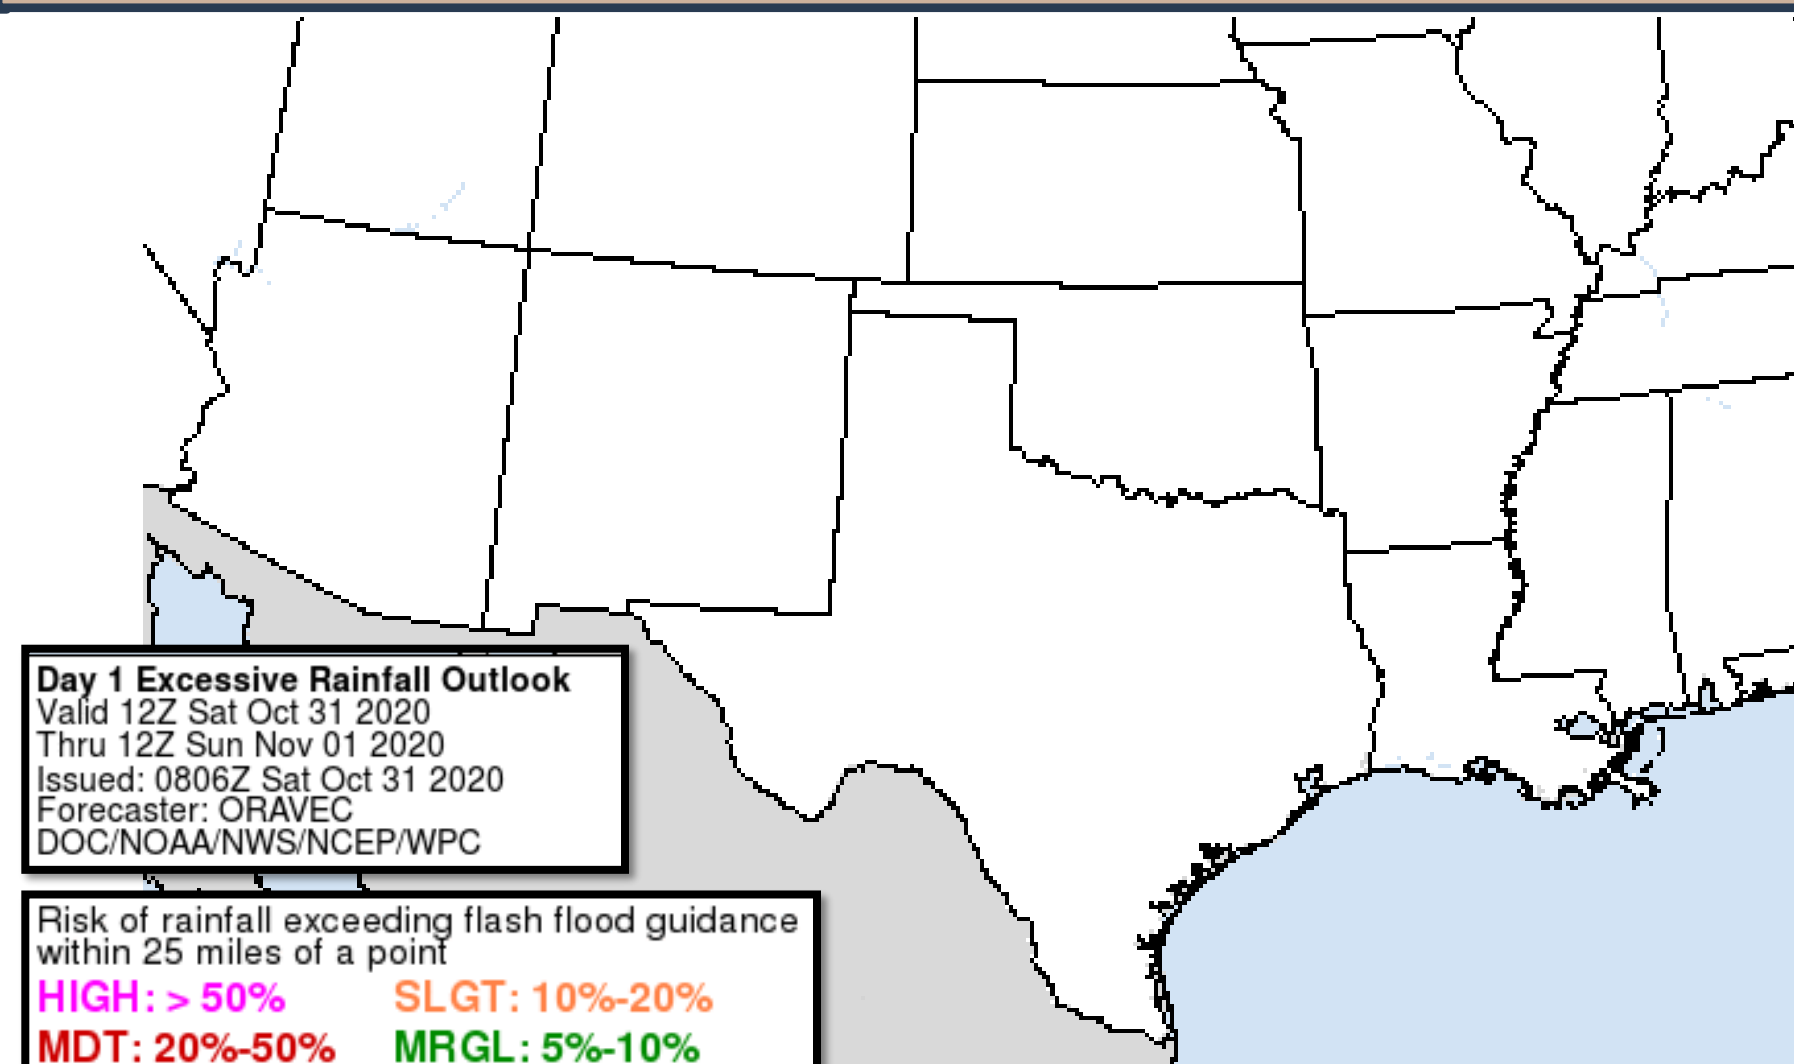 Day 1 Excessive Rainfall Outlook
Valid 12Z Sat Oct 31 2020
Thru 12Z Sun Nov 01 2020
Issued: 0806Z Sat Oct 31 2020
Forecaster: ORAVEC
DOC/NOAA/NWS/NCEP/WPC
Risk of rainfall exceeding flash flood guidance
within 25 miles of a point
HIGH: > 50% SLGT: 10%-20%
MDT: 20%-50% MRGL: 5%-10%